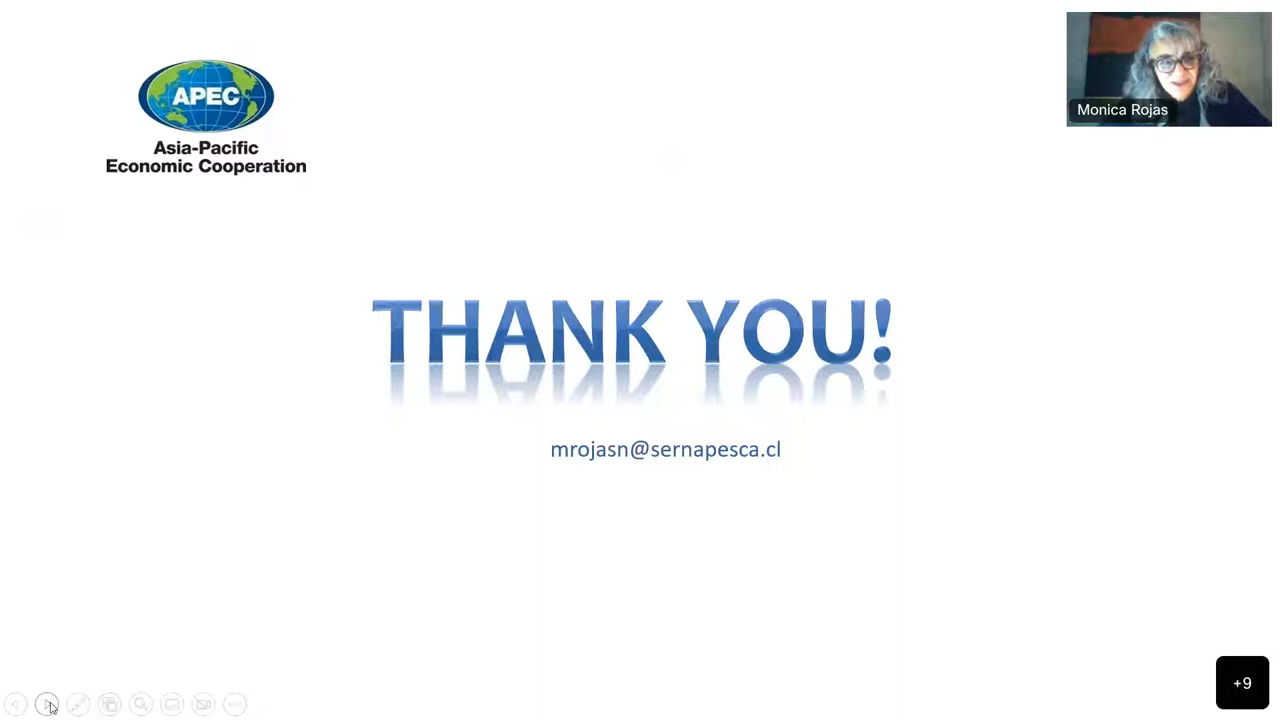 APEC
Asia-Pacific
Economic Cooperation
Monica Rojas
THANK YOU!
mrojasn@sernapesca.cl
+9